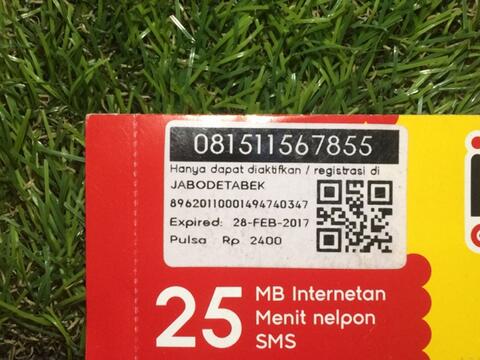 081511567855
Hanya dapat diaktifkan / registrasi di
JABODETABEK
89620110001494740347
Expired: 28-FEB-2017
Pulsa Rp 2400
25
MB Internetan
Menit nelpon
SMS